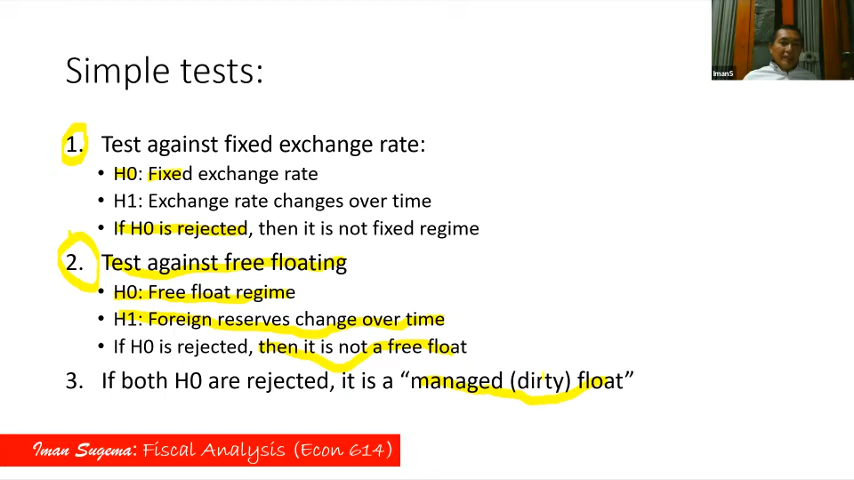 Simple tests:
ImanS
1. Test against fixed exchange rate:
• H0: Fixed exchange rate
• H1: Exchange rate changes over time
• If H0 is rejected, then it is not fixed regime
2. Test against free floating
• H0: Free float regime
• H1: Foreign reserves change over time
• If H0 is rejected, then it is not a free float
3. If both H0 are rejected, it is a “managed (dirty) float”
Iman Sugema: Fiscal Analysis (Econ 614)